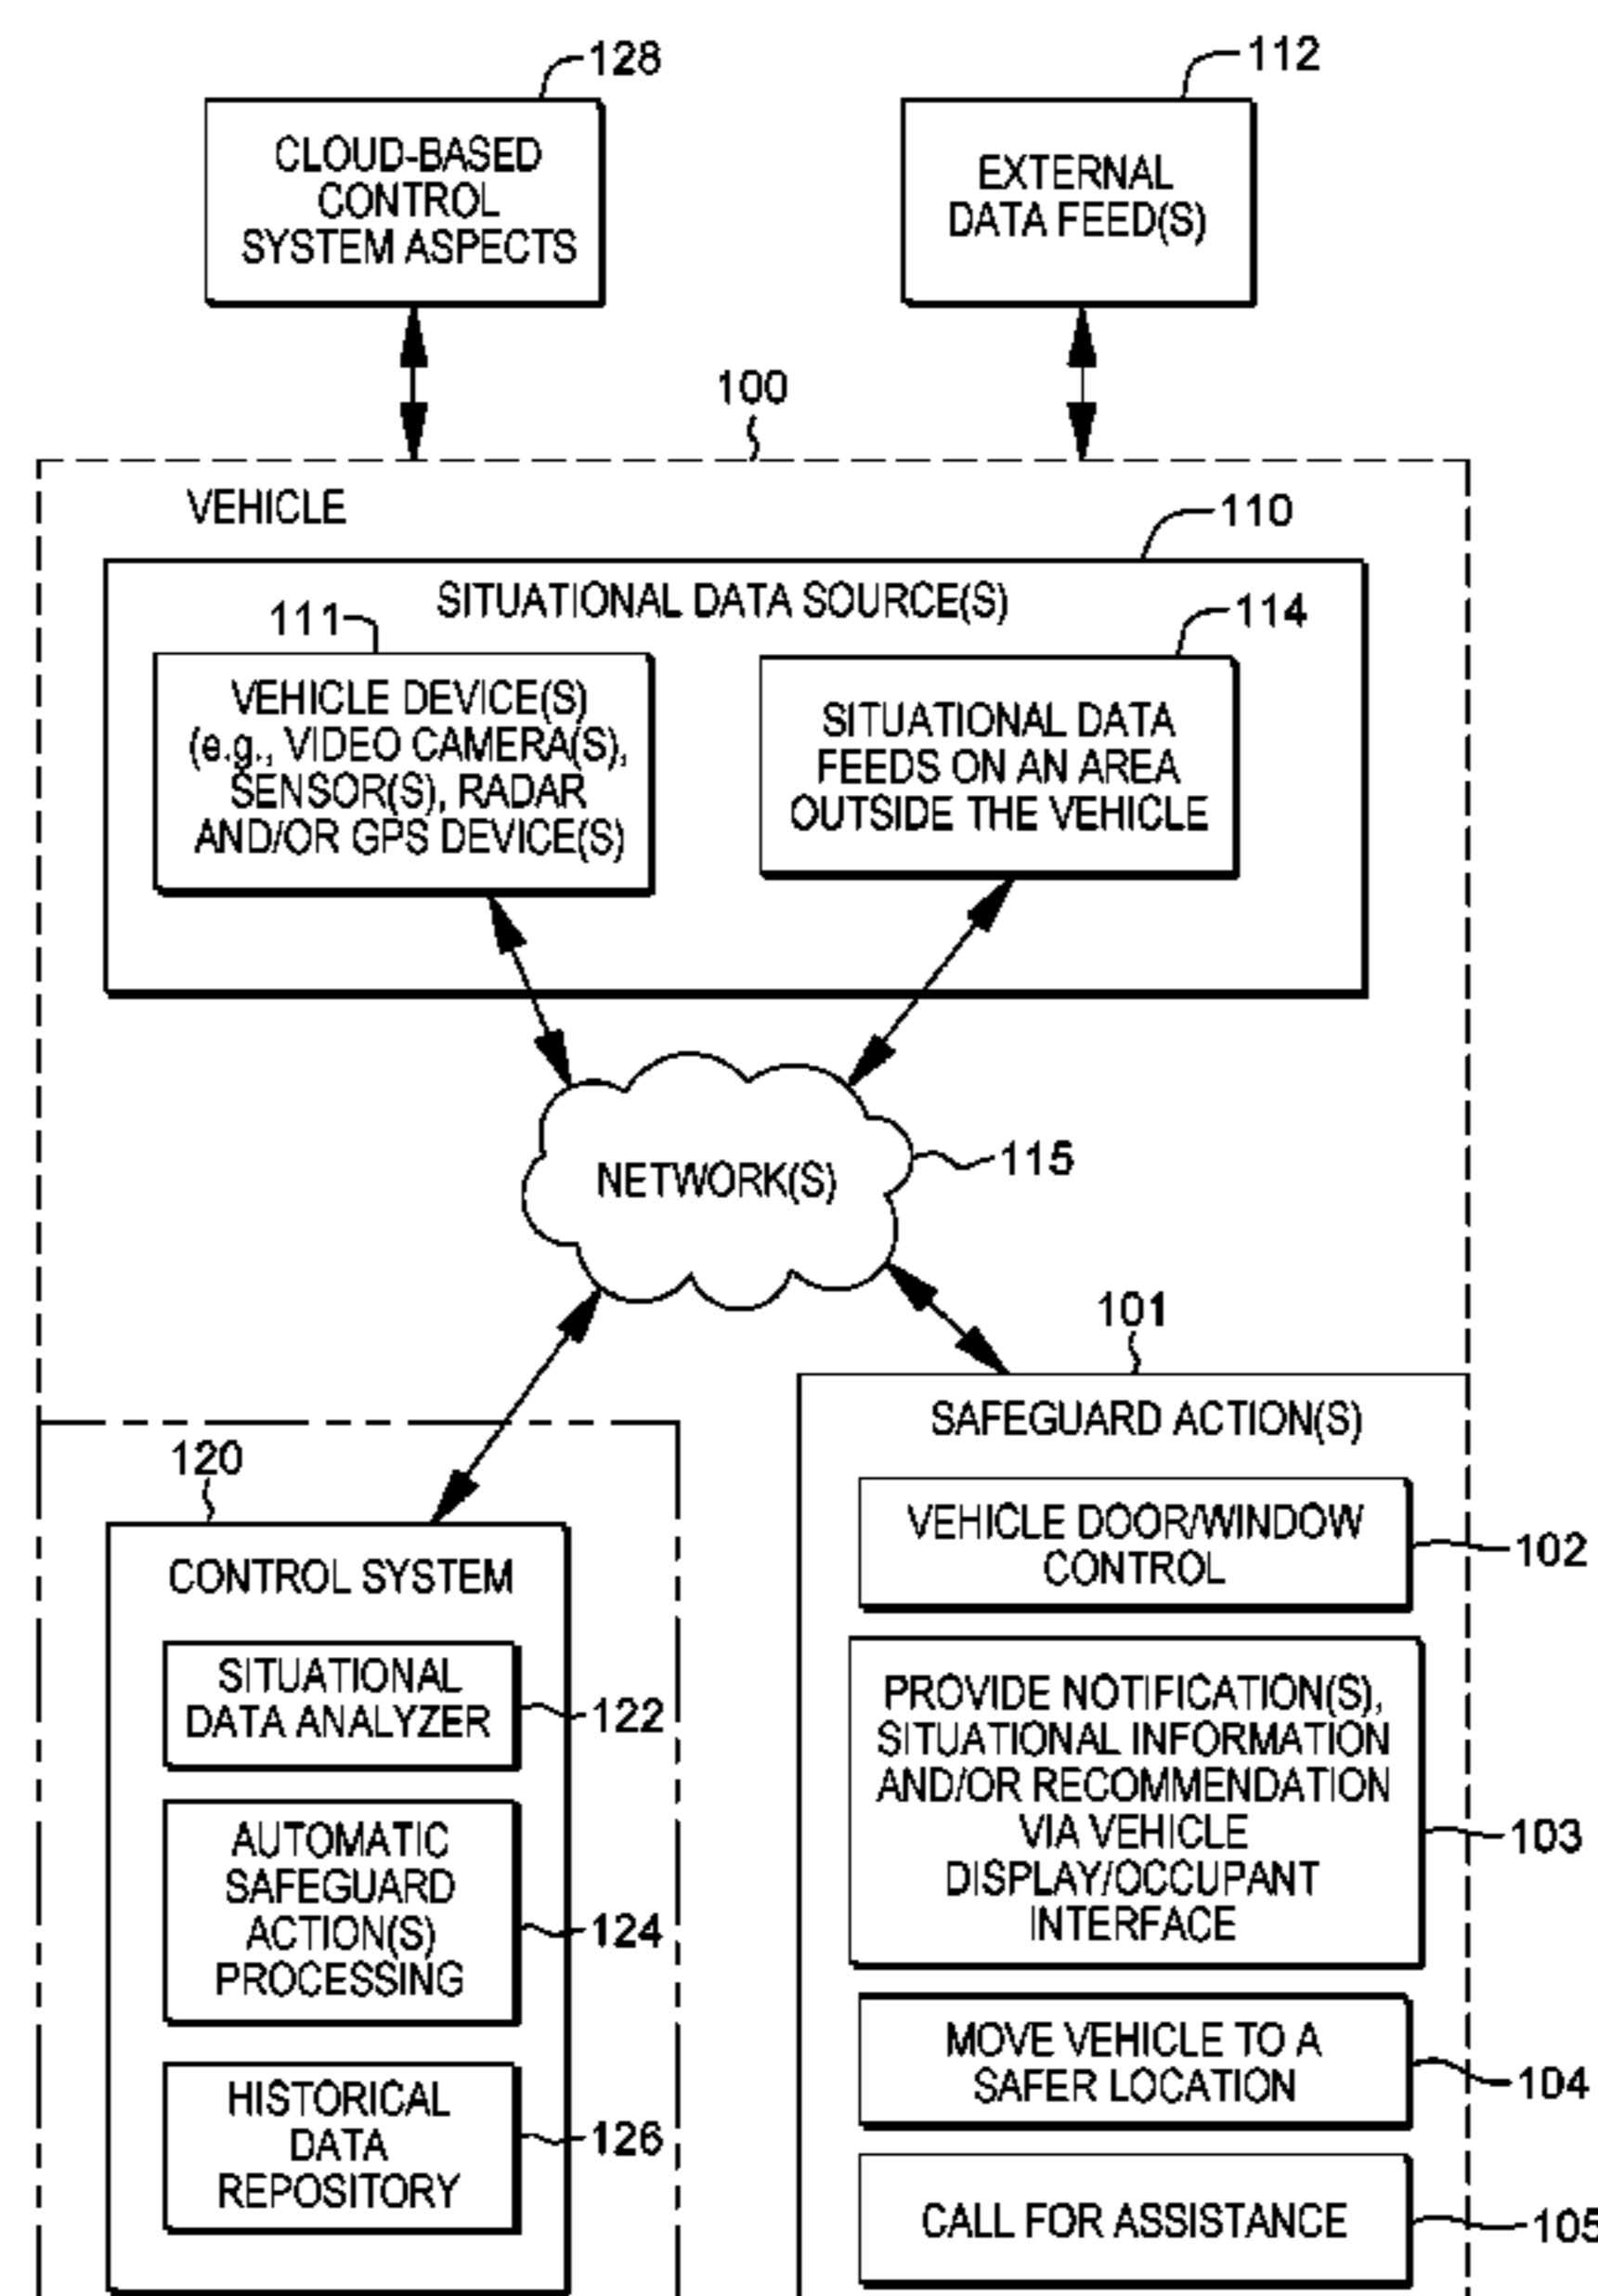 128
CLOUD-BASED
CONTROL
SYSTEM ASPECTS
112
EXTERNAL
DATA FEED(S)
100
VEHICLE
110
SITUATIONAL DATA SOURCE(S)
111
VEHICLE DEVICE(S)
(e.g., VIDEO CAMERA(S),
SENSOR(S), RADAR
AND/OR GPS DEVICE(S)
114
SITUATIONAL DATA
FEEDS ON AN AREA
OUTSIDE THE VEHICLE
NETWORK(S)
115
120
CONTROL SYSTEM
SITUATIONAL
DATA ANALYZER
122
AUTOMATIC
SAFEGUARD
ACTION(S)
PROCESSING
124
HISTORICAL
DATA
REPOSITORY
126
101
SAFEGUARD ACTION(S)
VEHICLE DOOR/WINDOW
CONTROL
102
PROVIDE NOTIFICATION(S),
SITUATIONAL INFORMATION
AND/OR RECOMMENDATION
VIA VEHICLE
DISPLAY/OCCUPANT
INTERFACE
103
MOVE VEHICLE TO A
SAFER LOCATION
104
CALL FOR ASSISTANCE
105